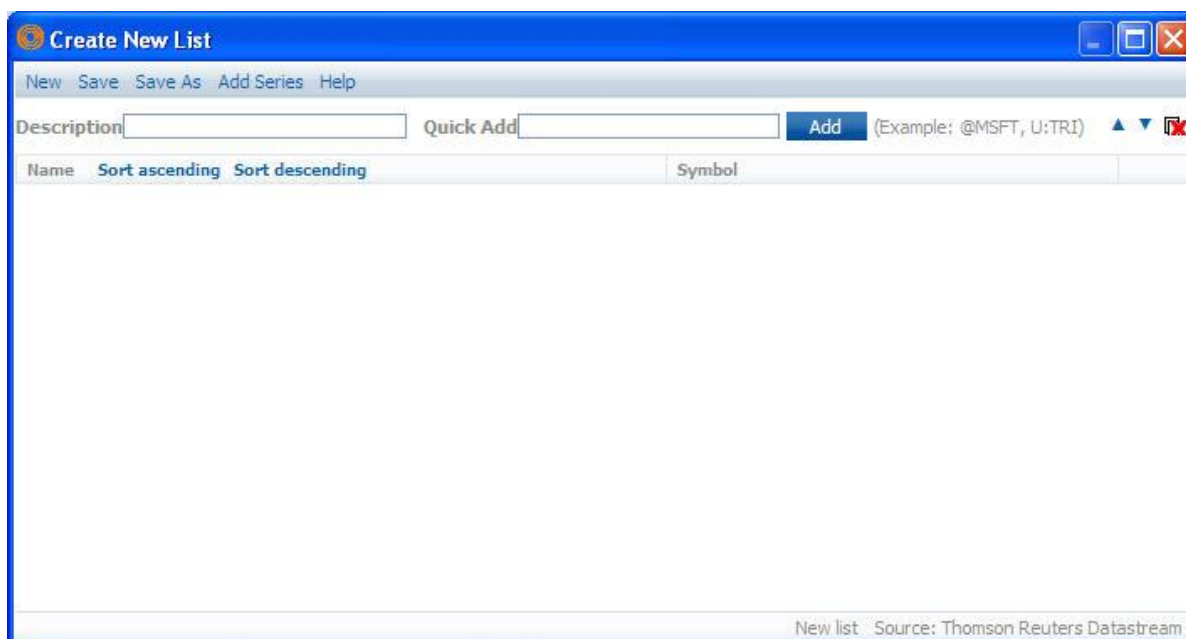 Create New List
New Save Save As Add Series Help
Description Quick Add Add (Example: @MSFT, U:TRI)
Name Sort ascending Sort descending Symbol
New list Source: Thomson Reuters Datastream